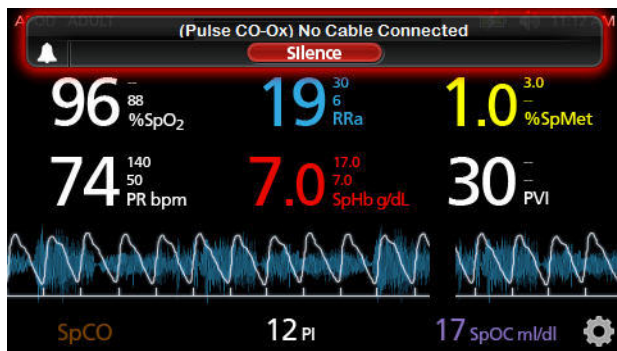 (Pulse CO-Ox) No Cable Connected
Silence
96 -- 88 %SpO2
19 30 6 RRa
1.0 3.0 -- %SpMet
74 140 50 PR bpm
7.0 17.0 7.0 SpHb g/dL
30 -- -- PVI
SpCO 12 PI 17 SpOC ml/dl